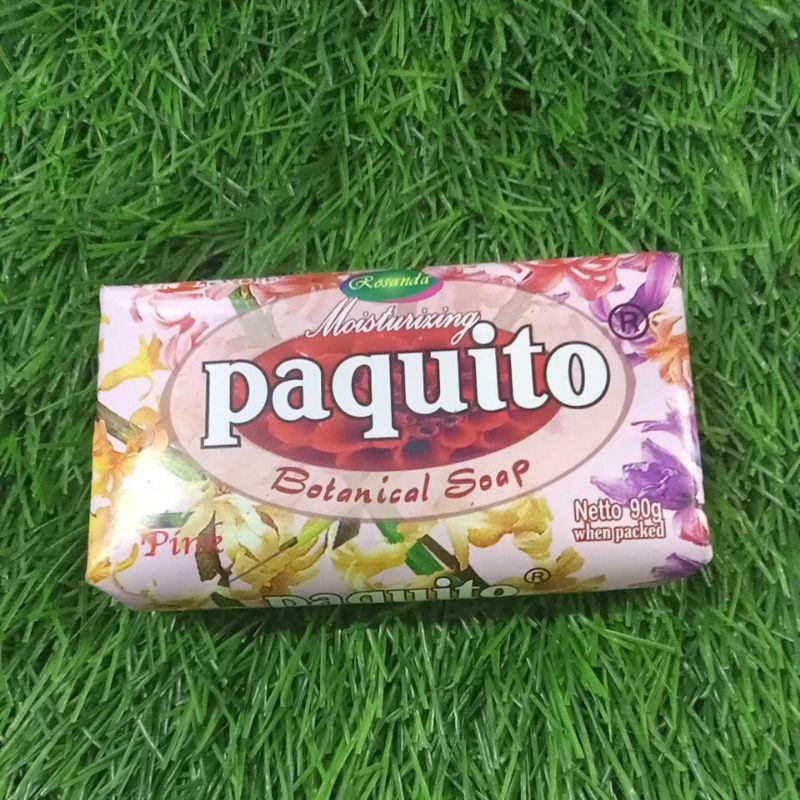 Rosanda
Moisturizing
paquito ®
Botanical Soap
Netto 90g
when packed
Pink
paquito ®